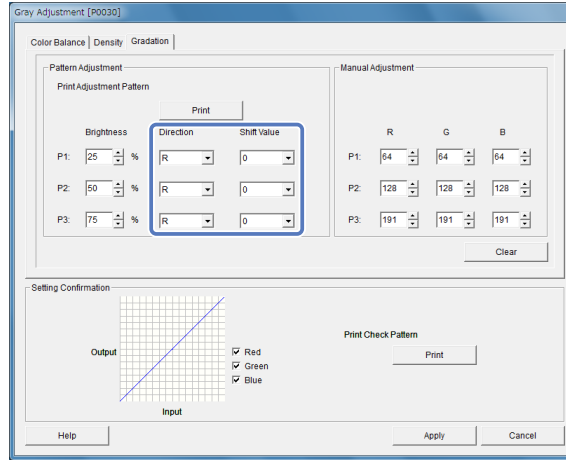 Gray Adjustment [P0030]
Color Balance Density Gradation
Pattern Adjustment
Print Adjustment Pattern
Print
Brightness Direction Shift Value
P1: 25 % R 0
P2: 50 % R 0
P3: 75 % R 0
Manual Adjustment
R G B
P1: 64 64 64
P2: 128 128 128
P3: 191 191 191
Clear
Setting Confirmation
Output
Input
Red
Green
Blue
Print Check Pattern
Print
Help Apply Cancel